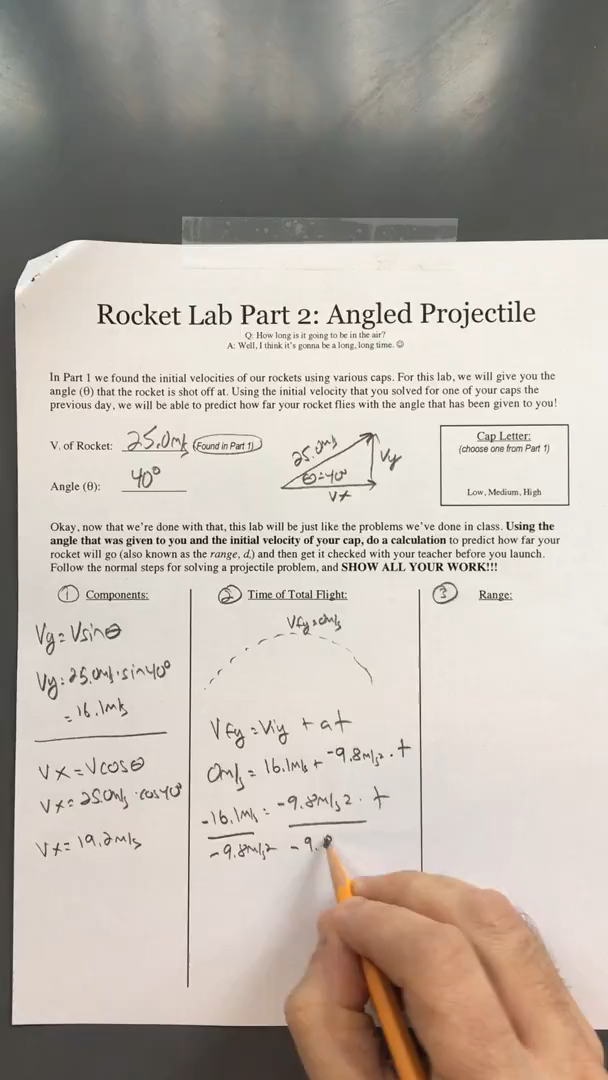 Rocket Lab Part 2: Angled Projectile
Q: How long is it going to be in the air?
A: Well, I think it's gonna be a long, long time. ☺
In Part 1 we found the initial velocities of our rockets using various caps. For this lab, we will give you the
angle (θ) that the rocket is shot off at. Using the initial velocity that you solved for one of your caps the
previous day, we will be able to predict how far your rocket flies with the angle that has been given to you!
V. of Rocket: 25.0m/s (Found in Part 1)
Angle (θ): 40°
25.0m/s
θ=40°
Vy
Vx
Cap Letter:
(choose one from Part 1)
Low, Medium, High
Okay, now that we're done with that, this lab will be just like the problems we've done in class. Using the
angle that was given to you and the initial velocity of your cap, do a calculation to predict how far your
rocket will go (also known as the range, d.) and then get it checked with your teacher before you launch.
Follow the normal steps for solving a projectile problem, and SHOW ALL YOUR WORK!!!
① Components:
Vy=Vsinθ
Vy=25.0m/s·sin40°
=16.1m/s
Vx=Vcosθ
Vx=25.0m/s·cos40°
Vx=19.2m/s
② Time of Total Flight:
Vfy=0m/s
Vfy=Viy+at
0m/s=16.1m/s+-9.8m/s2·t
-16.1m/s=-9.8m/s2·t
-9.8m/s2 -9.8
③ Range: